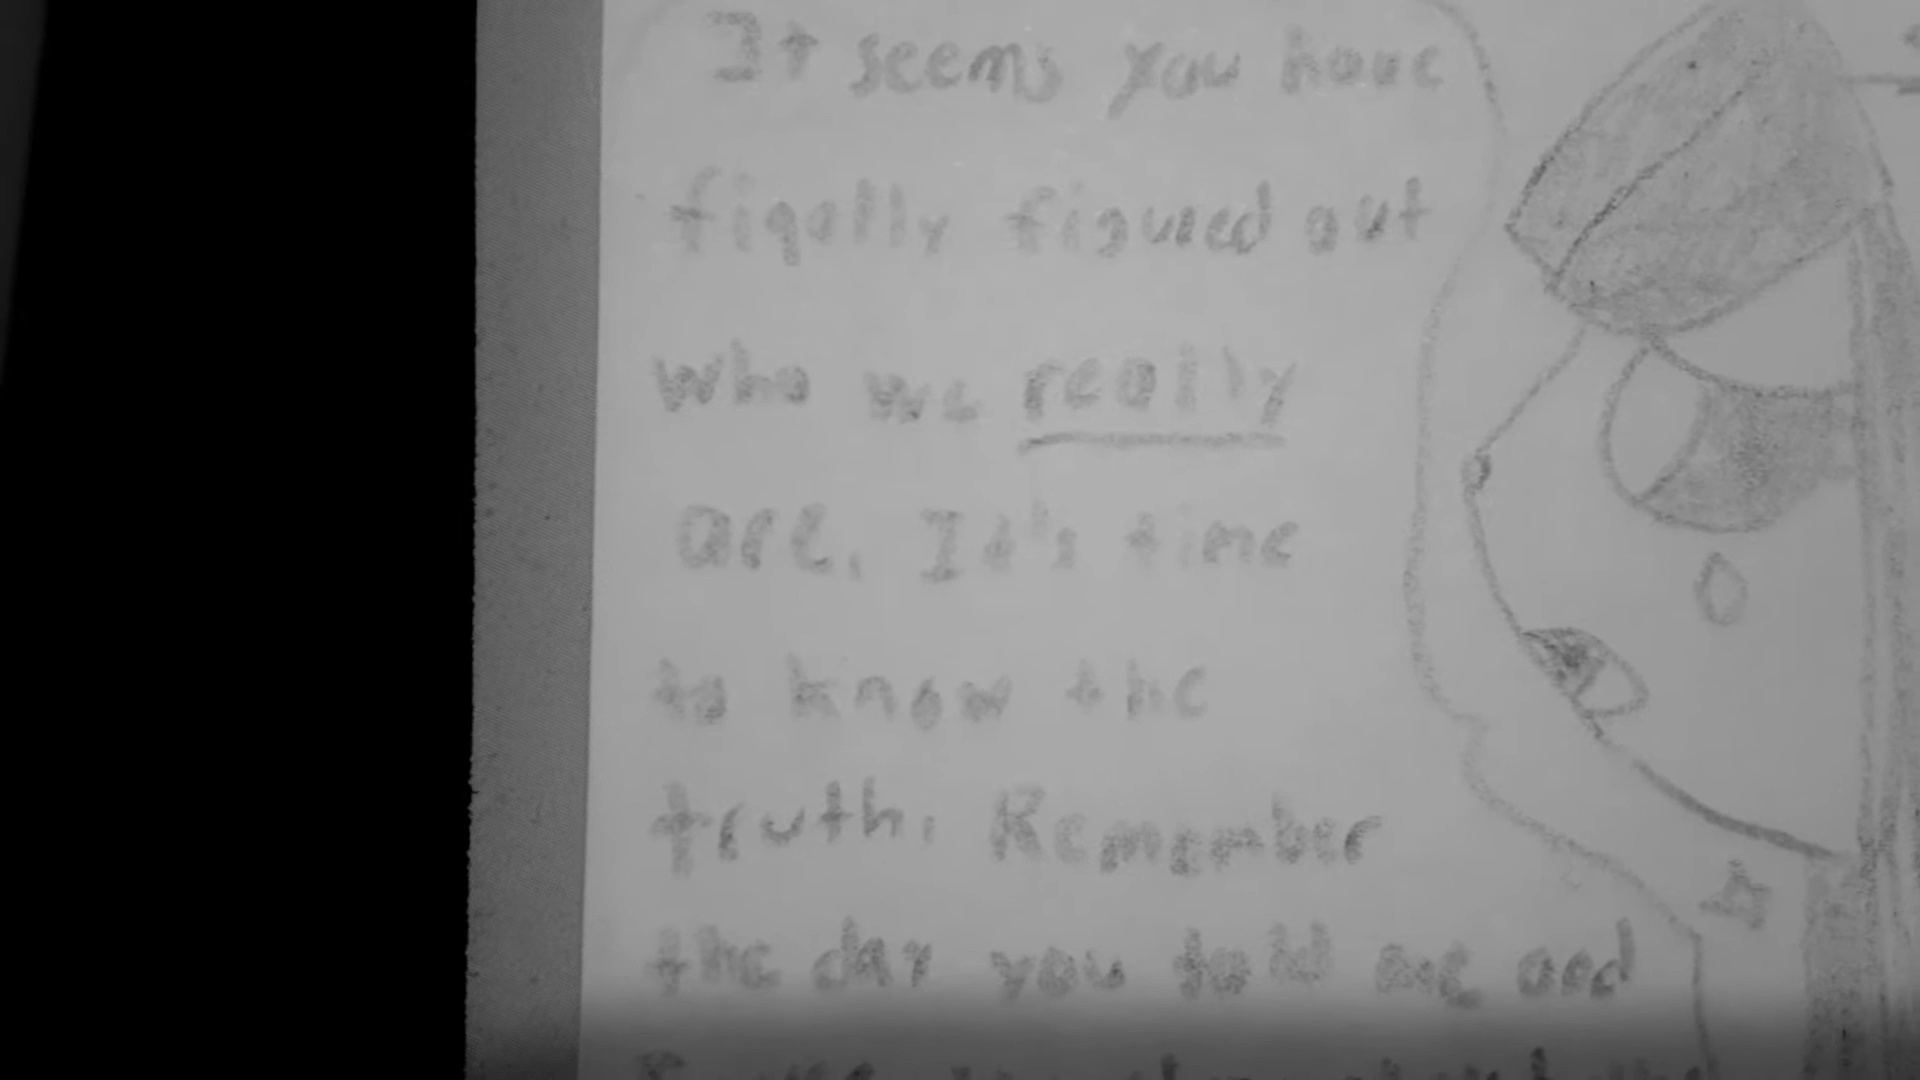 It seems you have
figally figured out
who we really
are. It's time
to know the
truth. Remember
the day you told me and